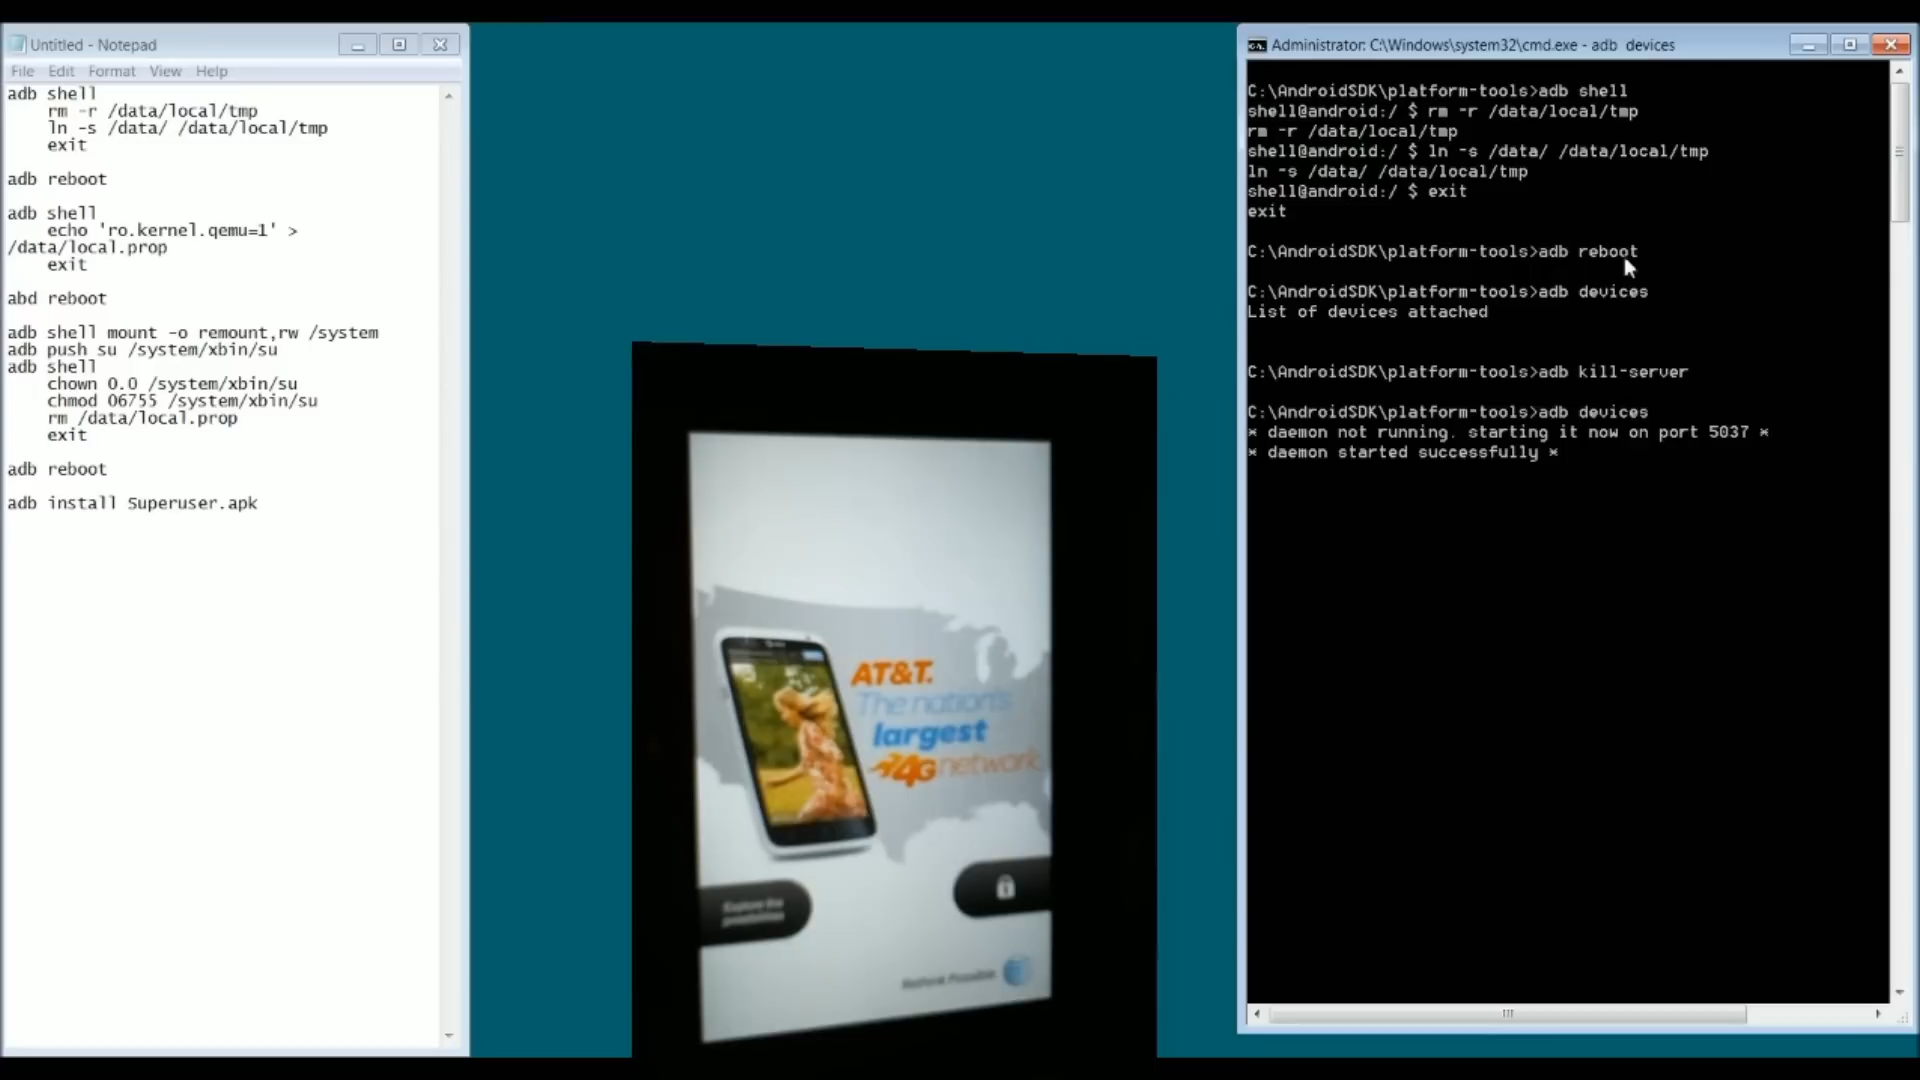 Untitled - Notepad
File Edit Format View Help
adb shell
rm -r /data/local/tmp
ln -s /data/ /data/local/tmp
exit
adb reboot
adb shell
echo 'ro.kernel.qemu=1' >
/data/local.prop
exit
abd reboot
adb shell mount -o remount,rw /system
adb push su /system/xbin/su
adb shell
chown 0.0 /system/xbin/su
chmod 06755 /system/xbin/su
rm /data/local.prop
exit
adb reboot
adb install Superuser.apk
AT&T.
The nation's
largest
4G network
Explore the
possibilities
Rethink Possible
Administrator: C:\Windows\system32\cmd.exe - adb devices
C:\AndroidSDK\platform-tools>adb shell
shell@android:/ $ rm -r /data/local/tmp
rm -r /data/local/tmp
shell@android:/ $ ln -s /data/ /data/local/tmp
ln -s /data/ /data/local/tmp
shell@android:/ $ exit
exit
C:\AndroidSDK\platform-tools>adb reboot
C:\AndroidSDK\platform-tools>adb devices
List of devices attached
C:\AndroidSDK\platform-tools>adb kill-server
C:\AndroidSDK\platform-tools>adb devices
* daemon not running. starting it now on port 5037 *
* daemon started successfully *